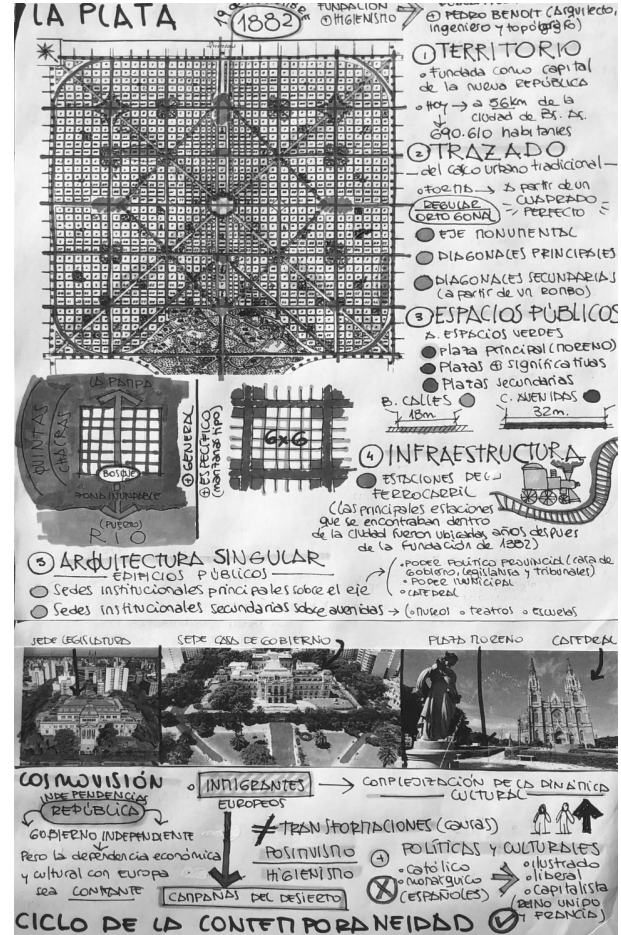 LA PLATA
1882
FUNDACIÓN
⊕ HIGIENISMO
⊕ PEDRO BENOIT (Arquitecto,
ingeniero y topógrafo)
① TERRITORIO
• Fundada como capital
de la nueva REPÚBLICA
• Hoy → a 56km de la
ciudad de Bs. As.
690.610 habitantes
② TRAZADO
— del casco urbano tradicional —
• FORMA → A partir de un
REGULAR
ORTOGONAL
CUADRADO
PERFECTO
EJE MONUMENTAL
DIAGONALES PRINCIPALES
DIAGONALES SECUNDARIAS
(a partir de un ROMBO)
③ ESPACIOS PÚBLICOS
A. ESPACIOS VERDES
Plaza principal (MORENO)
Plazas ⊕ significativas
Plazas secundarias
B. CALLES
18m
C. AVENIDAS
32m.
LA PAMPA
QUINTAS
CHACRAS
BOSQUE
ZONA INUNDABLE
(PUERTO)
RIO
⊕ GENERAL
⊕ ESPECÍFICO
(manzana tipo)
6x6
④ INFRAESTRUCTURA
ESTACIONES DEL
FERROCARRIL
(Las principales estaciones
que se encontraban dentro
de la ciudad fueron ubicadas años despues
de la fundación de 1882)
⑤ ARQUITECTURA SINGULAR
— EDIFICIOS PÚBLICOS —
Sedes institucionales principales sobre el eje
• PODER POLÍTICO PROVINCIAL (casa de
Gobierno, legislatura y tribunales)
• PODER MUNICIPAL
• CATEDRAL
Sedes institucionales secundarias sobre avenidas → (• museos • teatros • escuelas
SEDE LEGISLATURA
SEDE CASA DE GOBIERNO
PLAZA MORENO
CATEDRAL
COSMOVISIÓN
INDEPENDENCIAS
REPÚBLICA
GOBIERNO INDEPENDIENTE
Pero la dependencia económica
y cultural con europa
sea CONSTANTE
• INMIGRANTES
EUROPEOS
→ COMPLEJIZACIÓN DE LA DINÁMICA
CULTURAL
≠ TRANSFORMACIONES (causas)
POSITIVISMO
HIGIENISMO
⊕ POLÍTICAS Y CULTURALES
• católico
• monárquico
(ESPAÑOLES)
• ilustrado
• liberal
• capitalista
(REINO UNIDO
Y FRANCIA)
CAMPAÑAS DEL DESIERTO
CICLO DE LA CONTEMPORANEIDAD